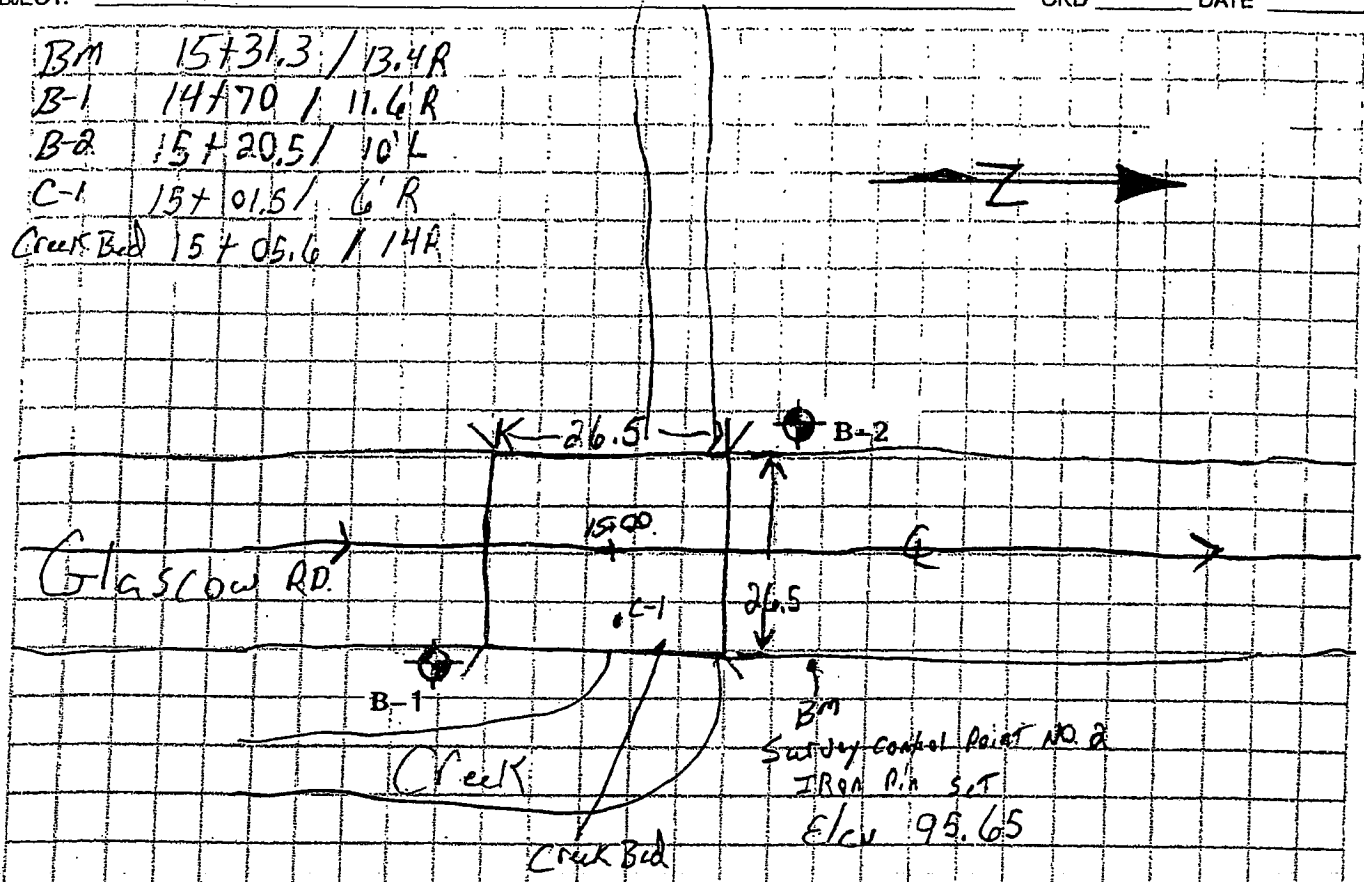 ORD DATE
BM 15+31.3 / 13.4R
B-1 14+70 / 11.6'R
B-2 15+20.5 / 10'L
C-1 15+01.5 / 6'R
Creek Bed 15+05.6 / 14R
N
26.5
B-2
15+00
Glascow RD.
C-1
26.5
B-1
BM
Survey Control Point NO. 2
IRon Pin SeT
Elev 95.65
Creek
Creek Bed